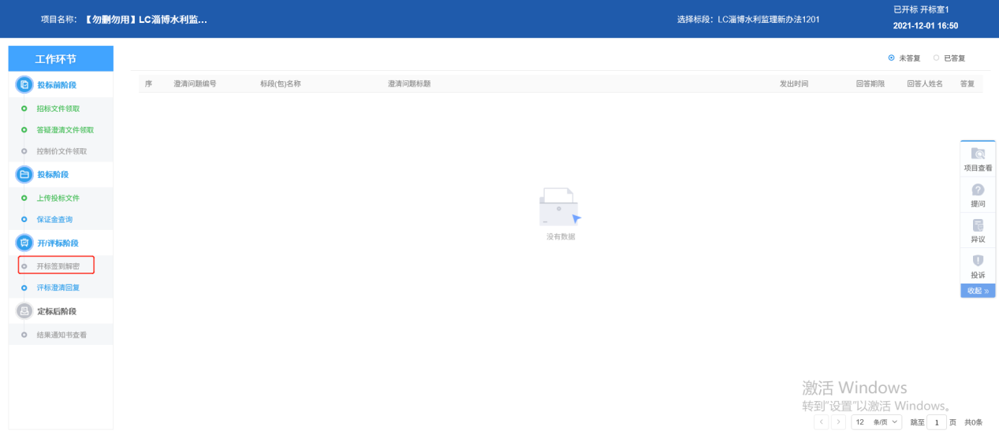 项目名称： 【勿删勿用】LC淄博水利监...
选择标段：LC淄博水利监理新办法1201
已开标 开标室1
2021-12-01 16:50
工作环节
投标前阶段
招标文件领取
答疑澄清文件领取
控制价文件领取
投标阶段
上传投标文件
保证金查询
开/评标阶段
开标签到解密
评标澄清回复
定标后阶段
结果通知书查看
未答复 已答复
序 澄清问题编号 标段(包)名称 澄清问题标题 发出时间 回答期限 回答人姓名 答复
没有数据
项目查看
提问
异议
投诉
收起 »
激活 Windows
转到"设置"以激活 Windows。
< > 12 条/页 跳至 1 页 共0条